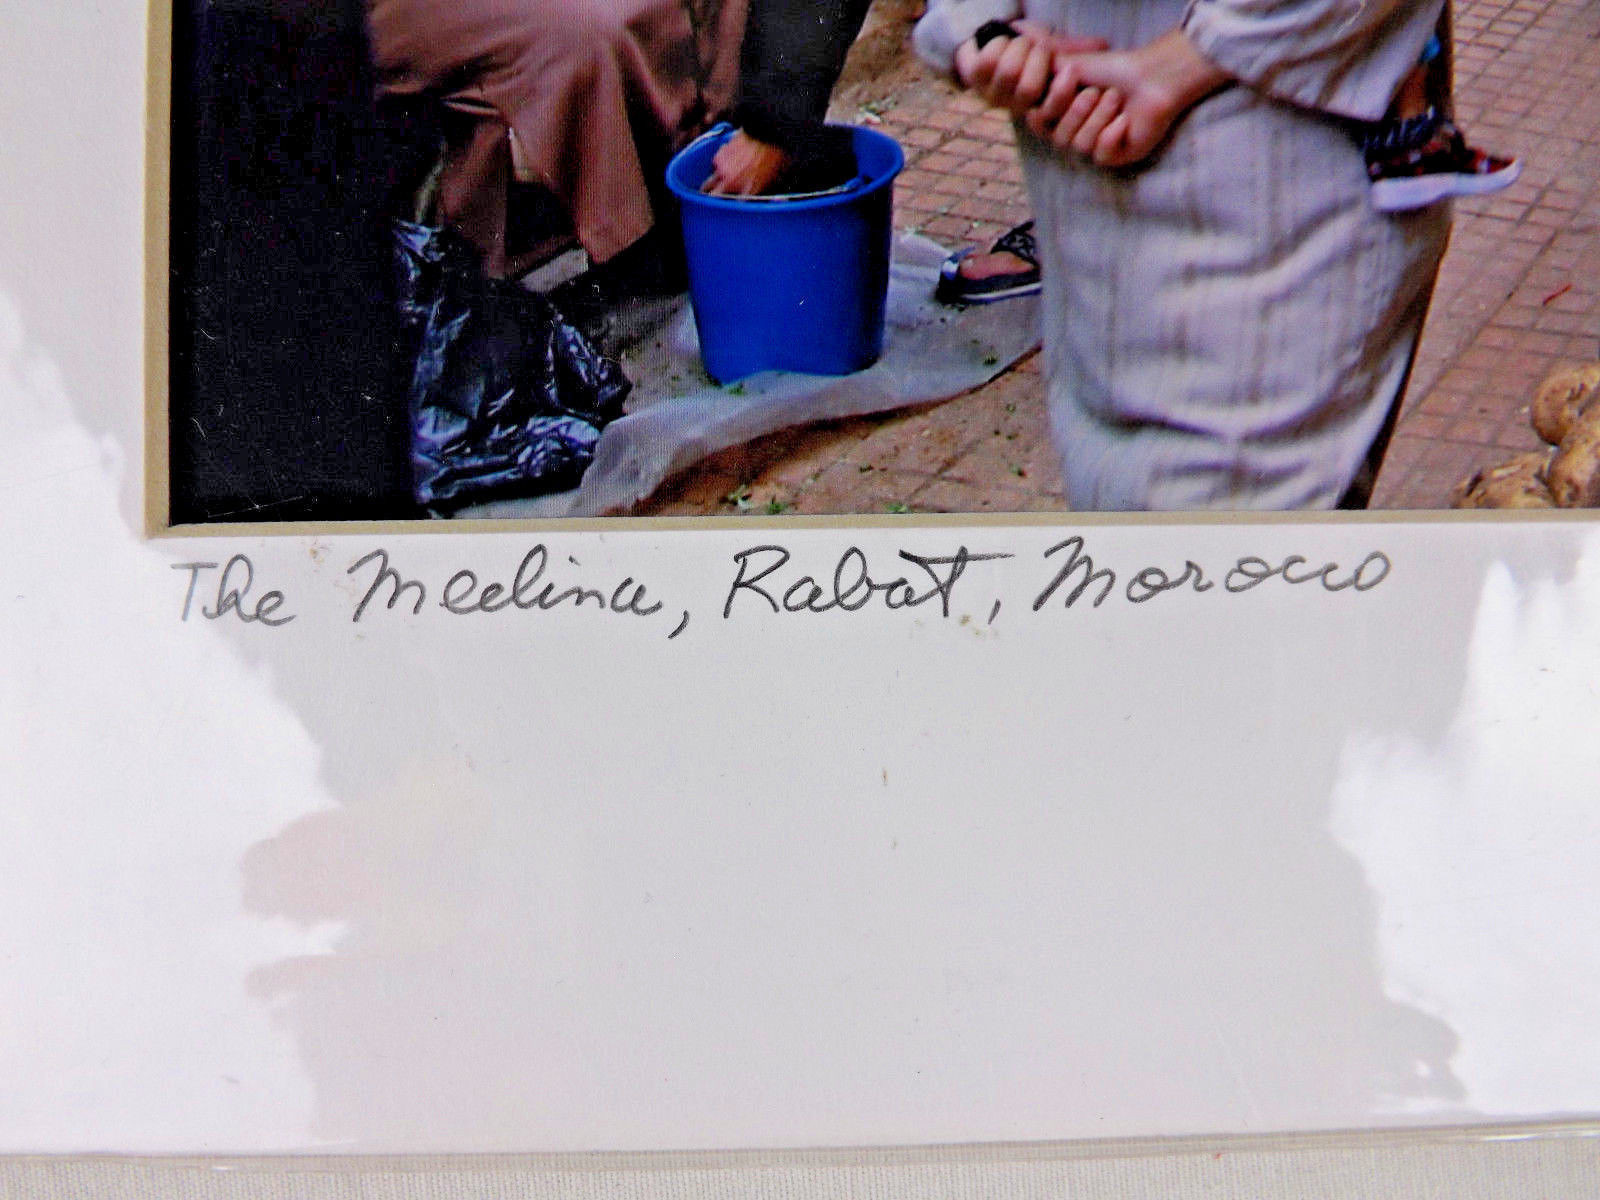 The Medina, Rabat, Morocco